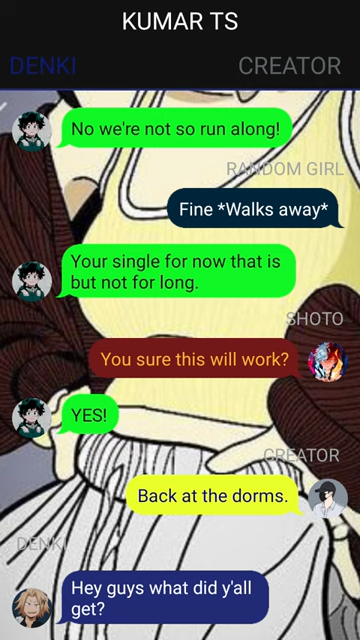 KUMAR TS
DENKI
CREATOR
No we're not so run along!
RANDOM GIRL
Fine *Walks away*
Your single for now that is
but not for long.
SHOTO
You sure this will work?
YES!
CREATOR
Back at the dorms.
DENKI
Hey guys what did y'all
get?